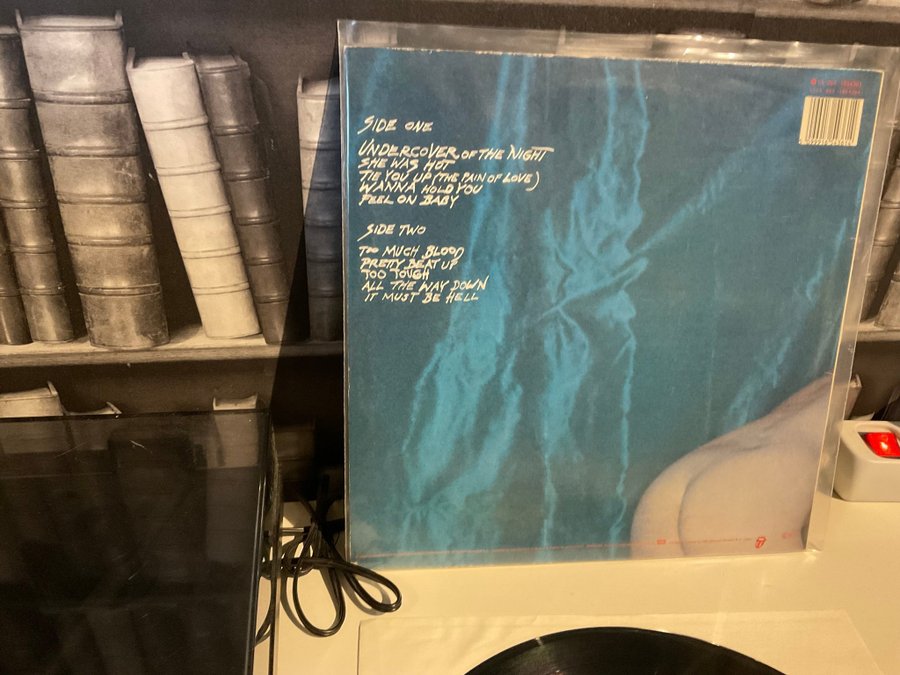 SIDE ONE
UNDERCOVER OF THE NIGHT
SHE WAS HOT
TIE YOU UP (THE PAIN OF LOVE)
WANNA HOLD YOU
FEEL ON BABY
SIDE TWO
TOO MUCH BLOOD
PRETTY BEAT UP
TOO TOUGH
ALL THE WAY DOWN
IT MUST BE HELL